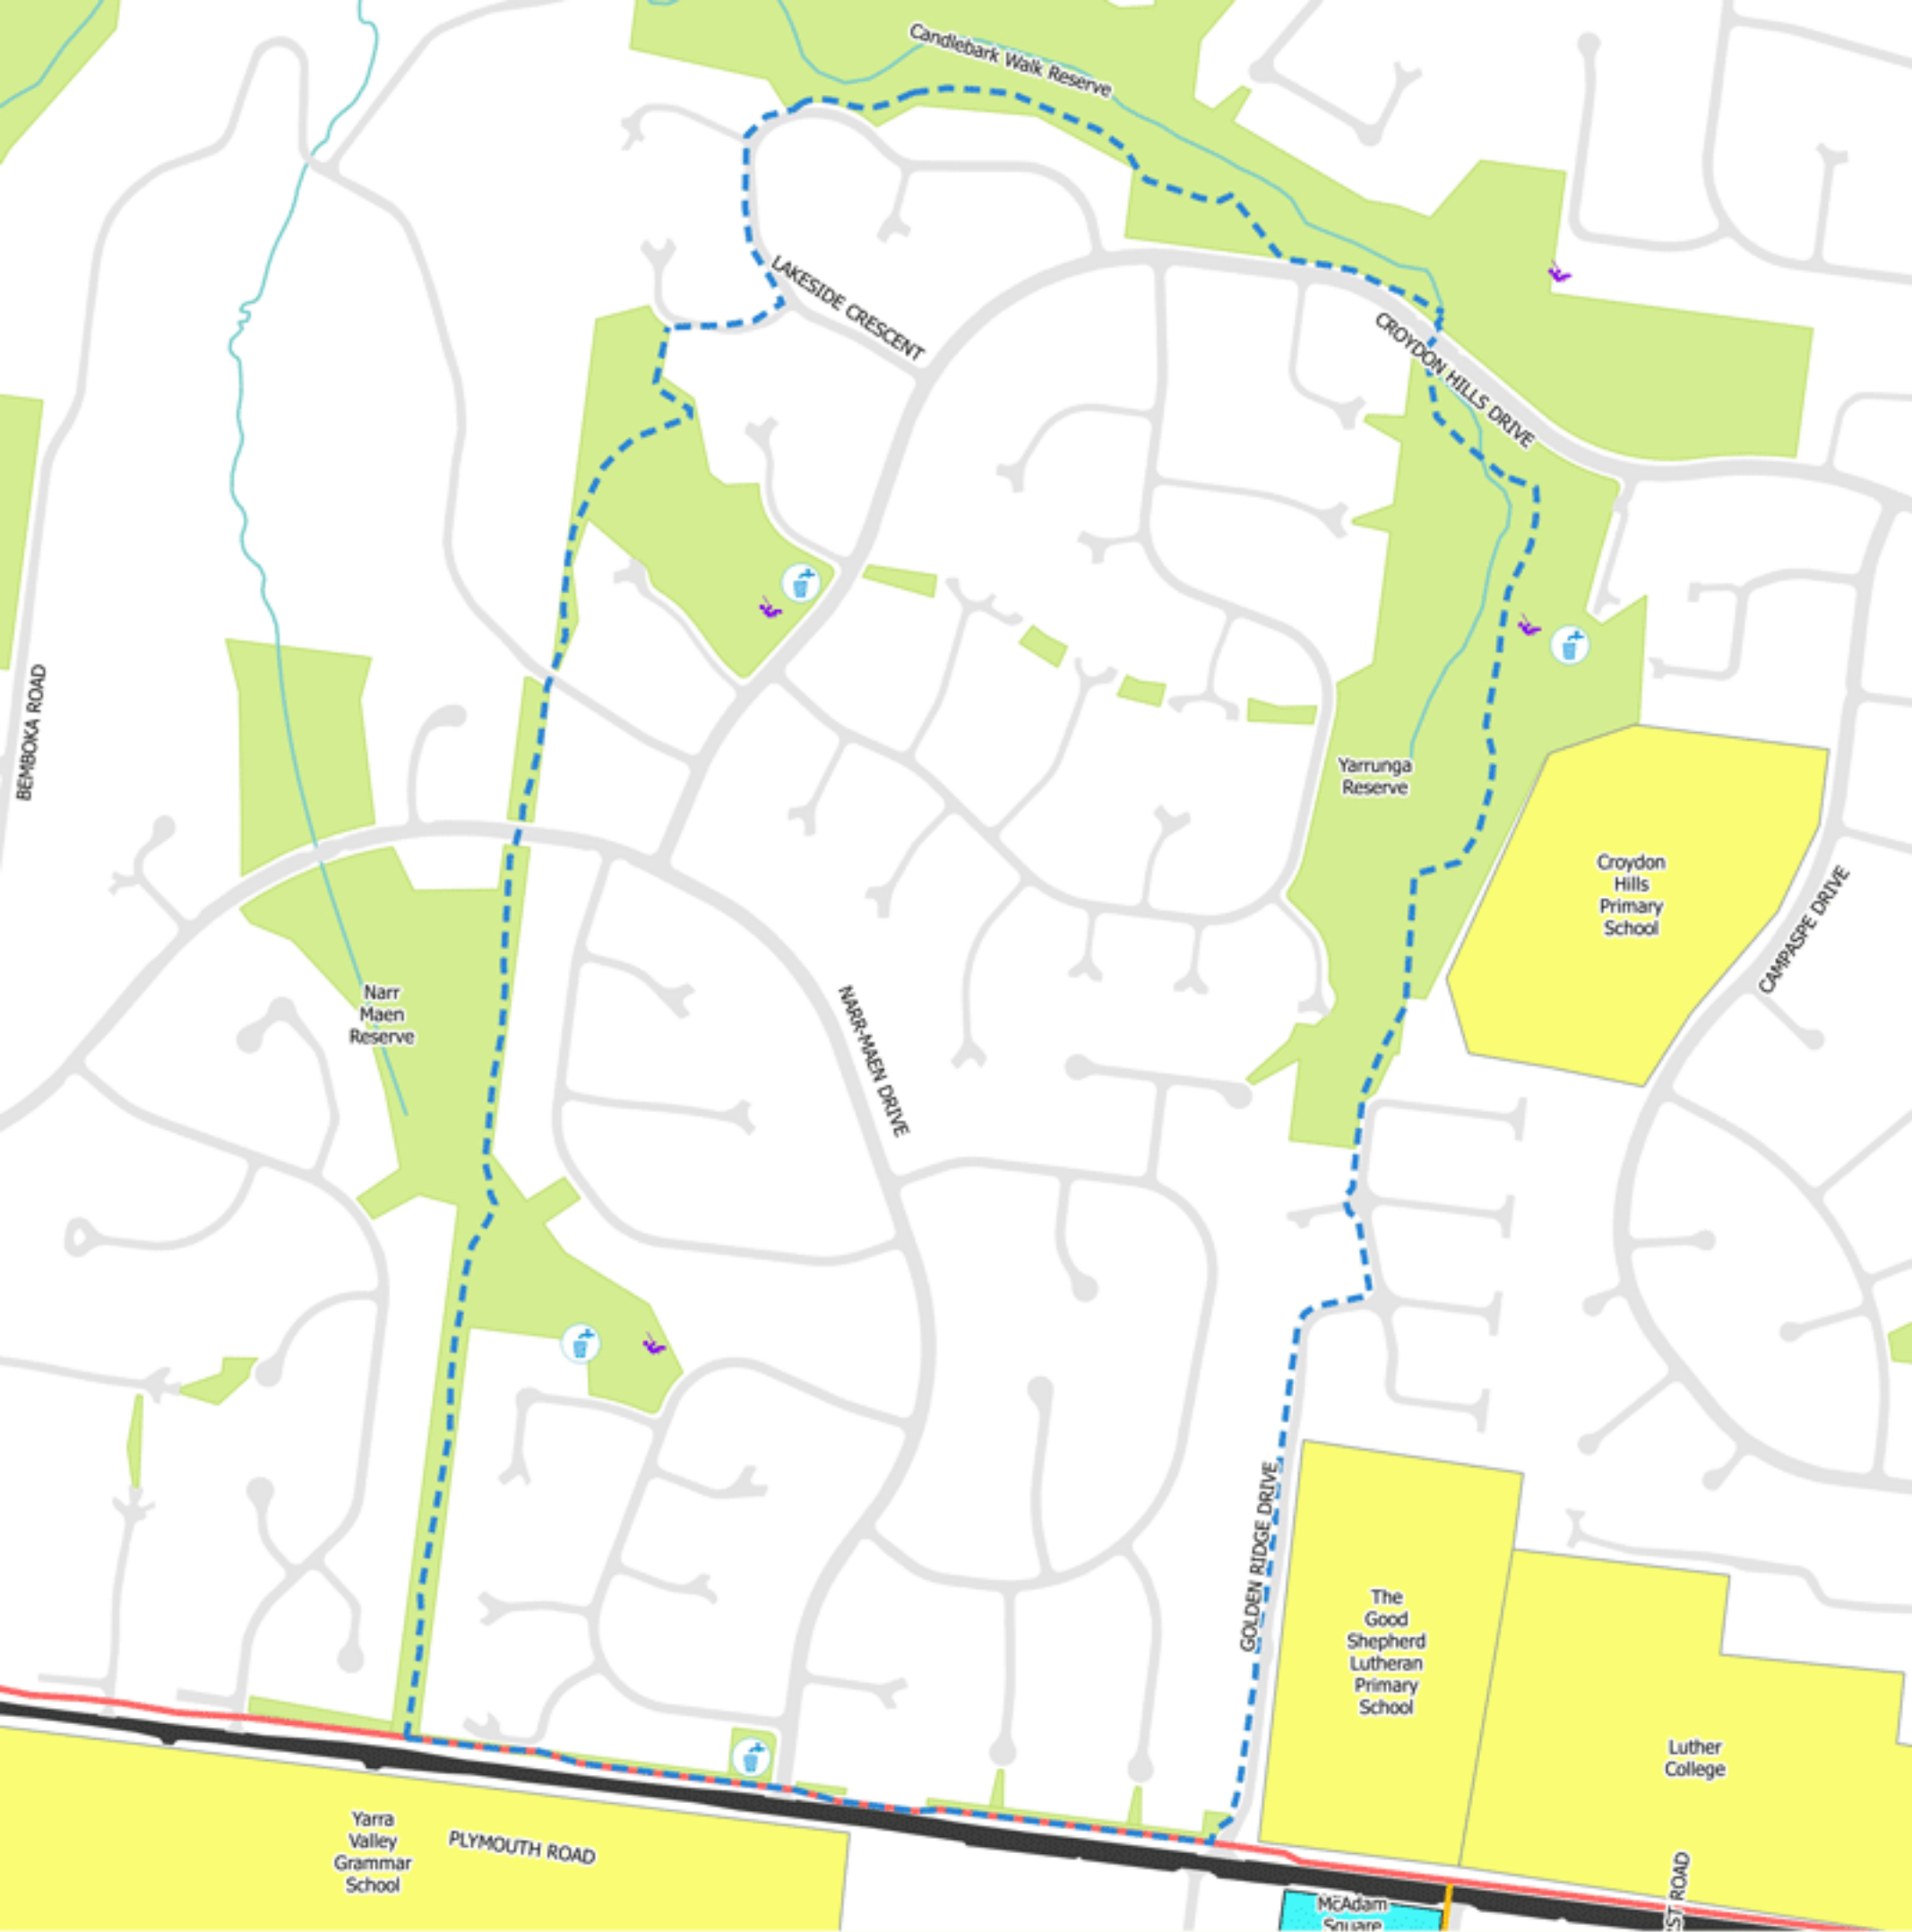 Candlebark Walk Reserve
LAKESIDE CRESCENT
CROYDON HILLS DRIVE
BEMBOKA ROAD
Yarrunga
Reserve
Croydon
Hills
Primary
School
CAMPASPE DRIVE
Narr
Maen
Reserve
NARR-MAEN DRIVE
GOLDEN RIDGE DRIVE
The
Good
Shepherd
Lutheran
Primary
School
Luther
College
Yarra
Valley
Grammar
School
PLYMOUTH ROAD
ST ROAD
McAdam
Square